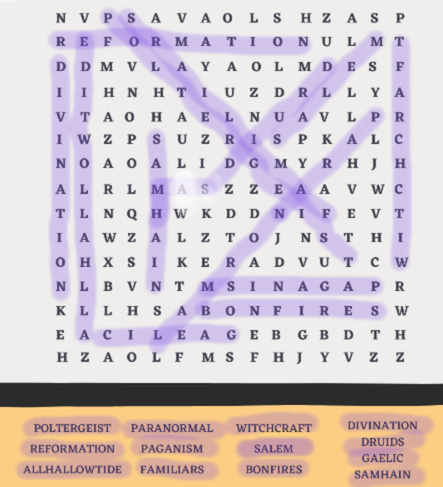 N V P S A V A O L S H Z A S P
R E F O R M A T I O N U L M T
D D M V L A Y A O L M D E S F
I I H N H T I U Z D R L L Y A
V T A O H A E L N U A V L P R
I W Z P S U Z R I S P K A L C
N O A O A L I D G M Y R H J H
A L R L M A S Z Z E A A V W C
T L N Q H W K D D N I F E V T
I A W Z A L Z T O J N S T H I
O H X S I K E R A D V U T C W
N L B V N T M S I N A G A P R
K L L H S A B O N F I R E S W
E A C I L E A G E B G B D T H
H Z A O L F M S F H J Y V Z Z
POLTERGEIST PARANORMAL WITCHCRAFT DIVINATION
DRUIDS
REFORMATION PAGANISM SALEM GAELIC
ALLHALLOWTIDE FAMILIARS BONFIRES SAMHAIN